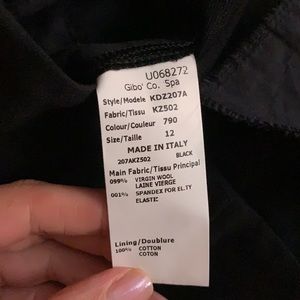 U068272
Gibo' Co. Spa
Style/Modele KDZ207A
Fabric/Tissu KZ502
Colour/Couleur 790
Size/Taille 12
MADE IN ITALY
207AKZ502 BLACK
Main Fabric/Tissu Principal
099% VIRGIN WOOL
LAINE VIERGE
001% SPANDEX FOR EL.TY
ELASTIC
Lining/Doublure
100% COTTON
COTON